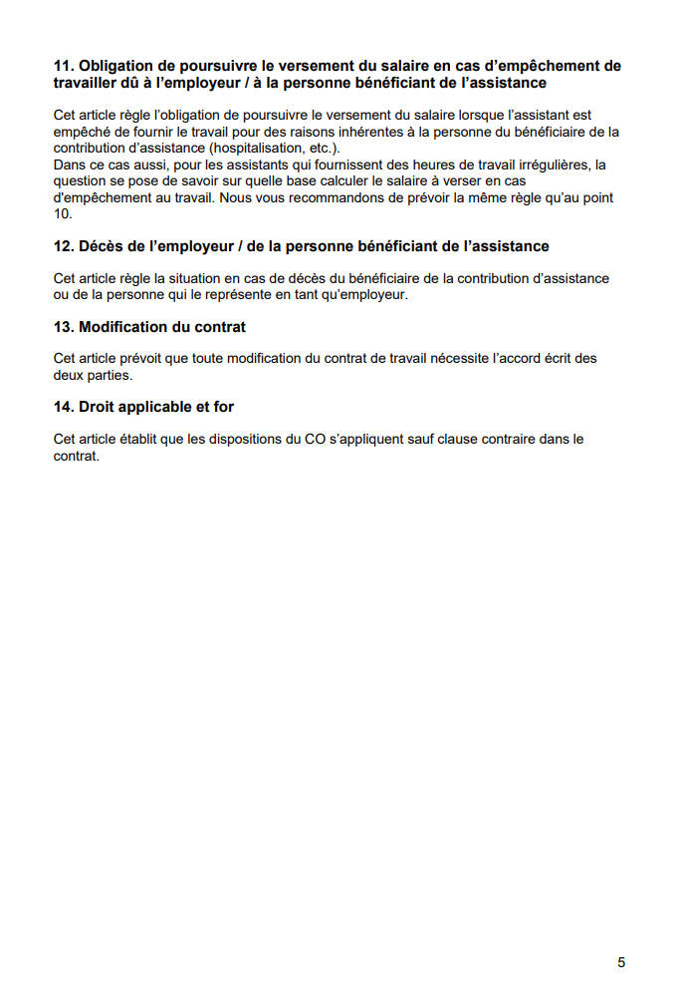 11. Obligation de poursuivre le versement du salaire en cas d’empêchement de
travailler dû à l’employeur / à la personne bénéficiant de l’assistance
Cet article règle l’obligation de poursuivre le versement du salaire lorsque l’assistant est
empêché de fournir le travail pour des raisons inhérentes à la personne du bénéficiaire de la
contribution d’assistance (hospitalisation, etc.).
Dans ce cas aussi, pour les assistants qui fournissent des heures de travail irrégulières, la
question se pose de savoir sur quelle base calculer le salaire à verser en cas
d'empêchement au travail. Nous vous recommandons de prévoir la même règle qu’au point
10.
12. Décès de l’employeur / de la personne bénéficiant de l’assistance
Cet article règle la situation en cas de décès du bénéficiaire de la contribution d’assistance
ou de la personne qui le représente en tant qu’employeur.
13. Modification du contrat
Cet article prévoit que toute modification du contrat de travail nécessite l’accord écrit des
deux parties.
14. Droit applicable et for
Cet article établit que les dispositions du CO s’appliquent sauf clause contraire dans le
contrat.
5